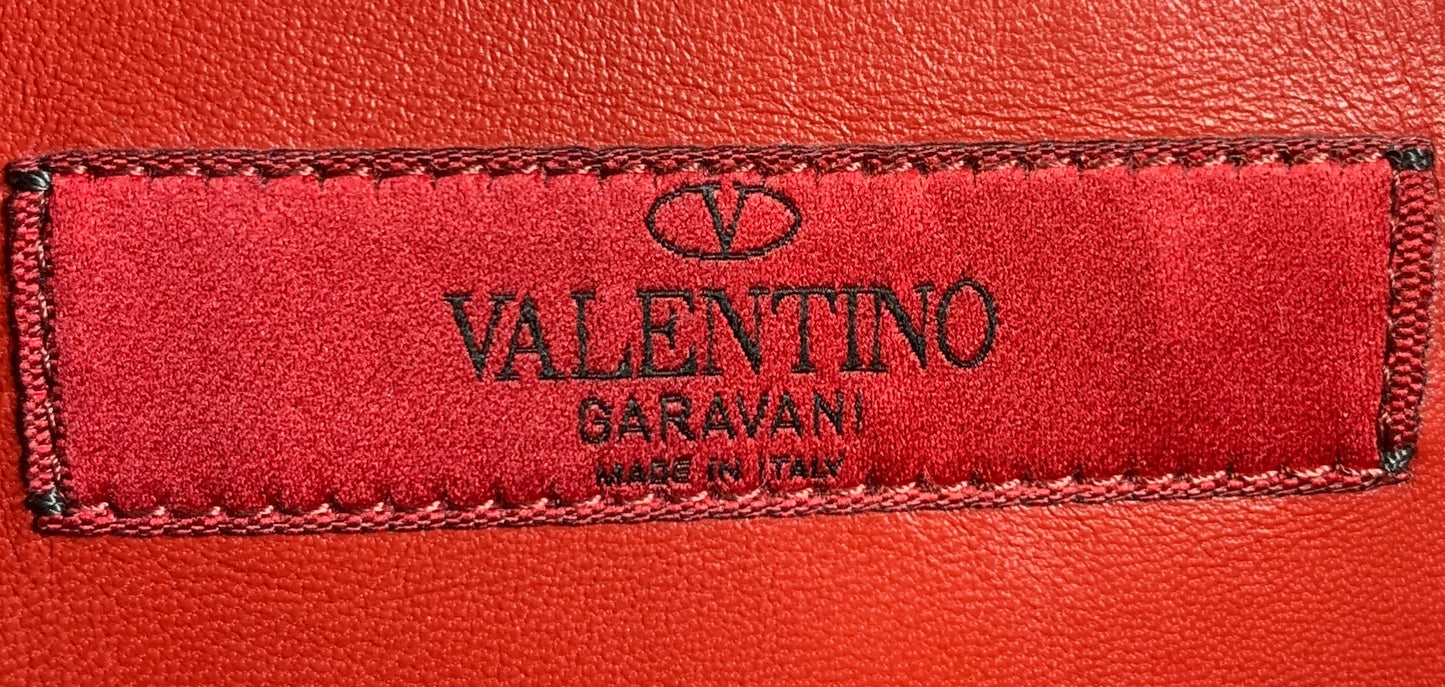 V
VALENTINO
GARAVANI
MADE IN ITALY